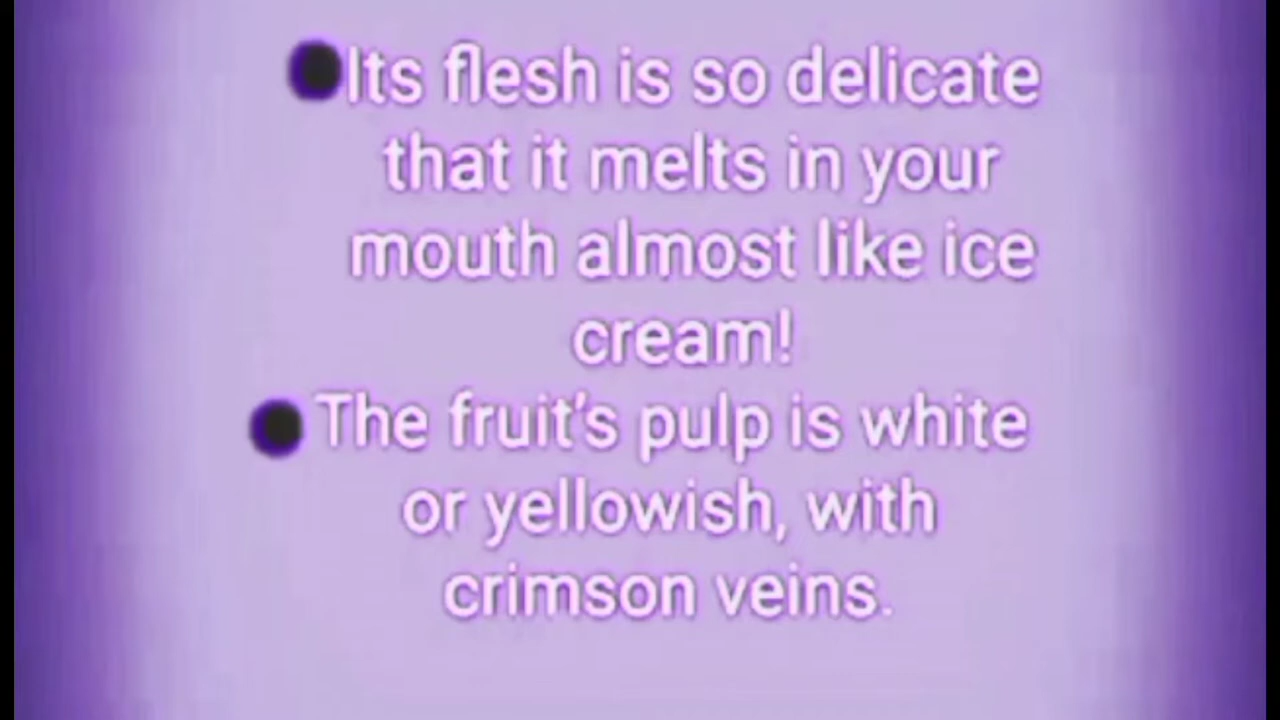 ●Its flesh is so delicate
that it melts in your
mouth almost like ice
cream!
● The fruit's pulp is white
or yellowish, with
crimson veins.